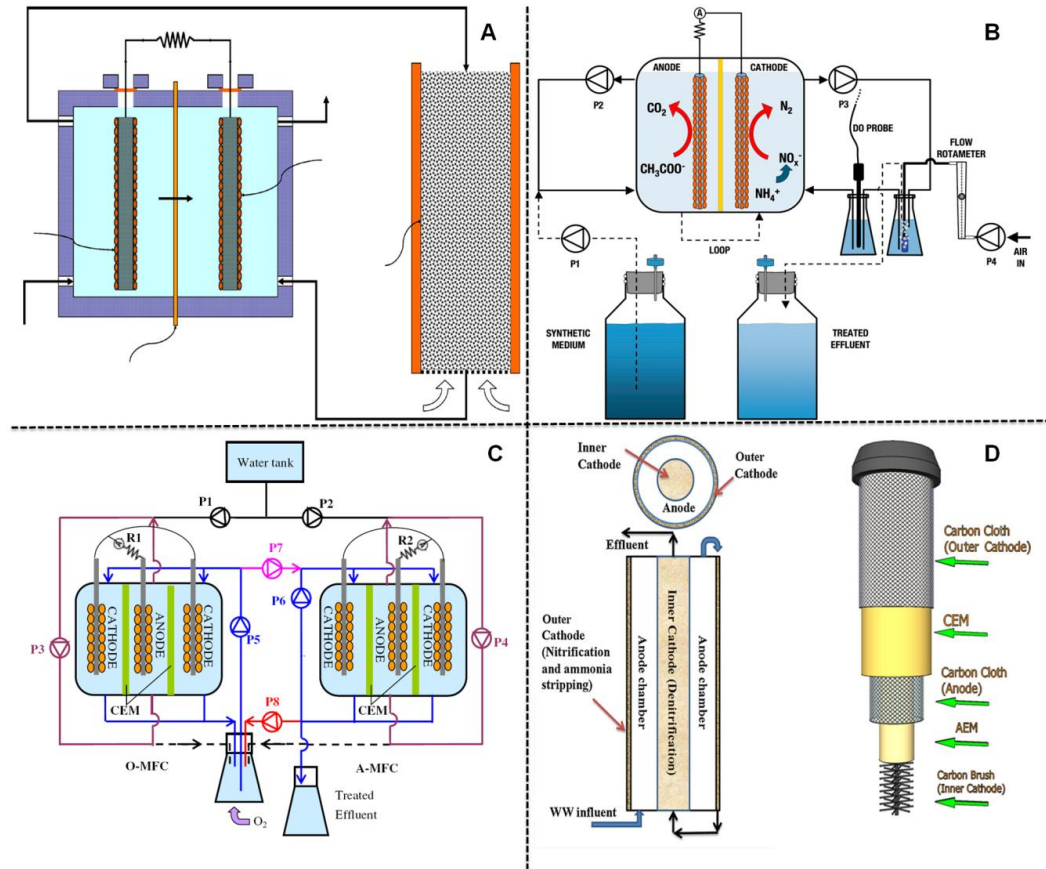 A
B
A
ANODE
CATHODE
P2
P3
CO₂
N₂
DO PROBE
FLOW
ROTAMETER
CH₃COO⁻
NOₓ⁻
NH₄⁺
P1
LOOP
P4
AIR
IN
SYNTHETIC
MEDIUM
TREATED
EFFLUENT
C
Water tank
P1
P2
R1
P7
R2
P6
CATHODE
ANODE
CATHODE
P5
CATHODE
ANODE
CATHODE
P3
P4
CEM
P8
CEM
O-MFC
A-MFC
O₂
Treated
Effluent
D
Inner
Cathode
Outer
Cathode
Anode
Effluent
Outer
Cathode
(Nitrification
and ammonia
stripping)
Anode chamber
Inner Cathode (Denitrification)
Anode chamber
WW influent
Carbon Cloth
(Outer Cathode)
CEM
Carbon Cloth
(Anode)
AEM
Carbon Brush
(Inner Cathode)